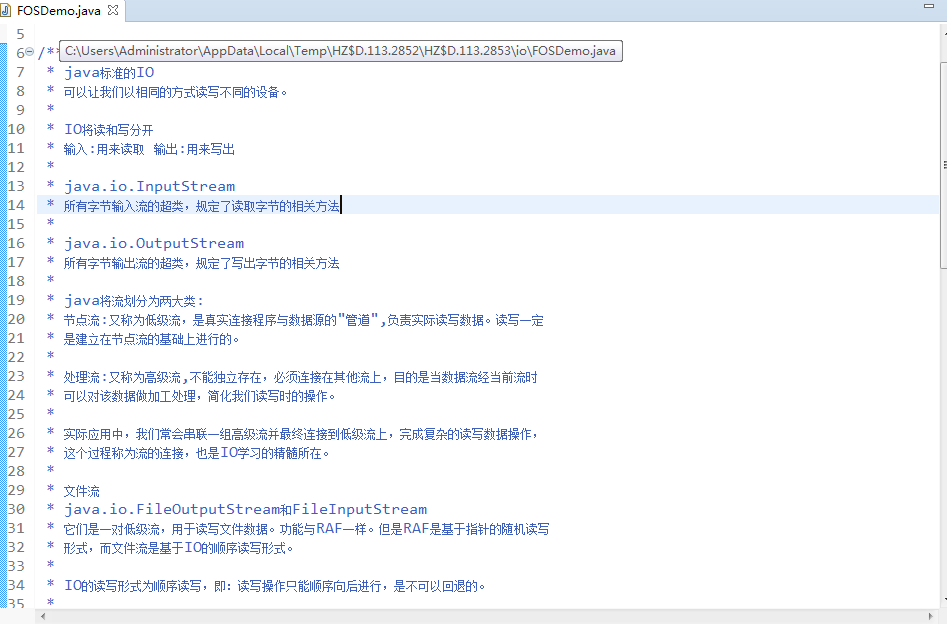 FOSDemo.java
5
6 /**
C:\Users\Administrator\AppData\Local\Temp\HZ$D.113.2852\HZ$D.113.2853\io\FOSDemo.java
7 * java标准的IO
8 * 可以让我们以相同的方式读写不同的设备。
9 *
10 * IO将读和写分开
11 * 输入:用来读取 输出:用来写出
12 *
13 * java.io.InputStream
14 * 所有字节输入流的超类，规定了读取字节的相关方法
15 *
16 * java.io.OutputStream
17 * 所有字节输出流的超类，规定了写出字节的相关方法
18 *
19 * java将流划分为两大类:
20 * 节点流:又称为低级流，是真实连接程序与数据源的"管道",负责实际读写数据。读写一定
21 * 是建立在节点流的基础上进行的。
22 *
23 * 处理流:又称为高级流,不能独立存在，必须连接在其他流上，目的是当数据流经当前流时
24 * 可以对该数据做加工处理，简化我们读写时的操作。
25 *
26 * 实际应用中，我们常会串联一组高级流并最终连接到低级流上，完成复杂的读写数据操作，
27 * 这个过程称为流的连接，也是IO学习的精髓所在。
28 *
29 * 文件流
30 * java.io.FileOutputStream和FileInputStream
31 * 它们是一对低级流，用于读写文件数据。功能与RAF一样。但是RAF是基于指针的随机读写
32 * 形式，而文件流是基于IO的顺序读写形式。
33 *
34 * IO的读写形式为顺序读写，即：读写操作只能顺序向后进行，是不可以回退的。
35 *